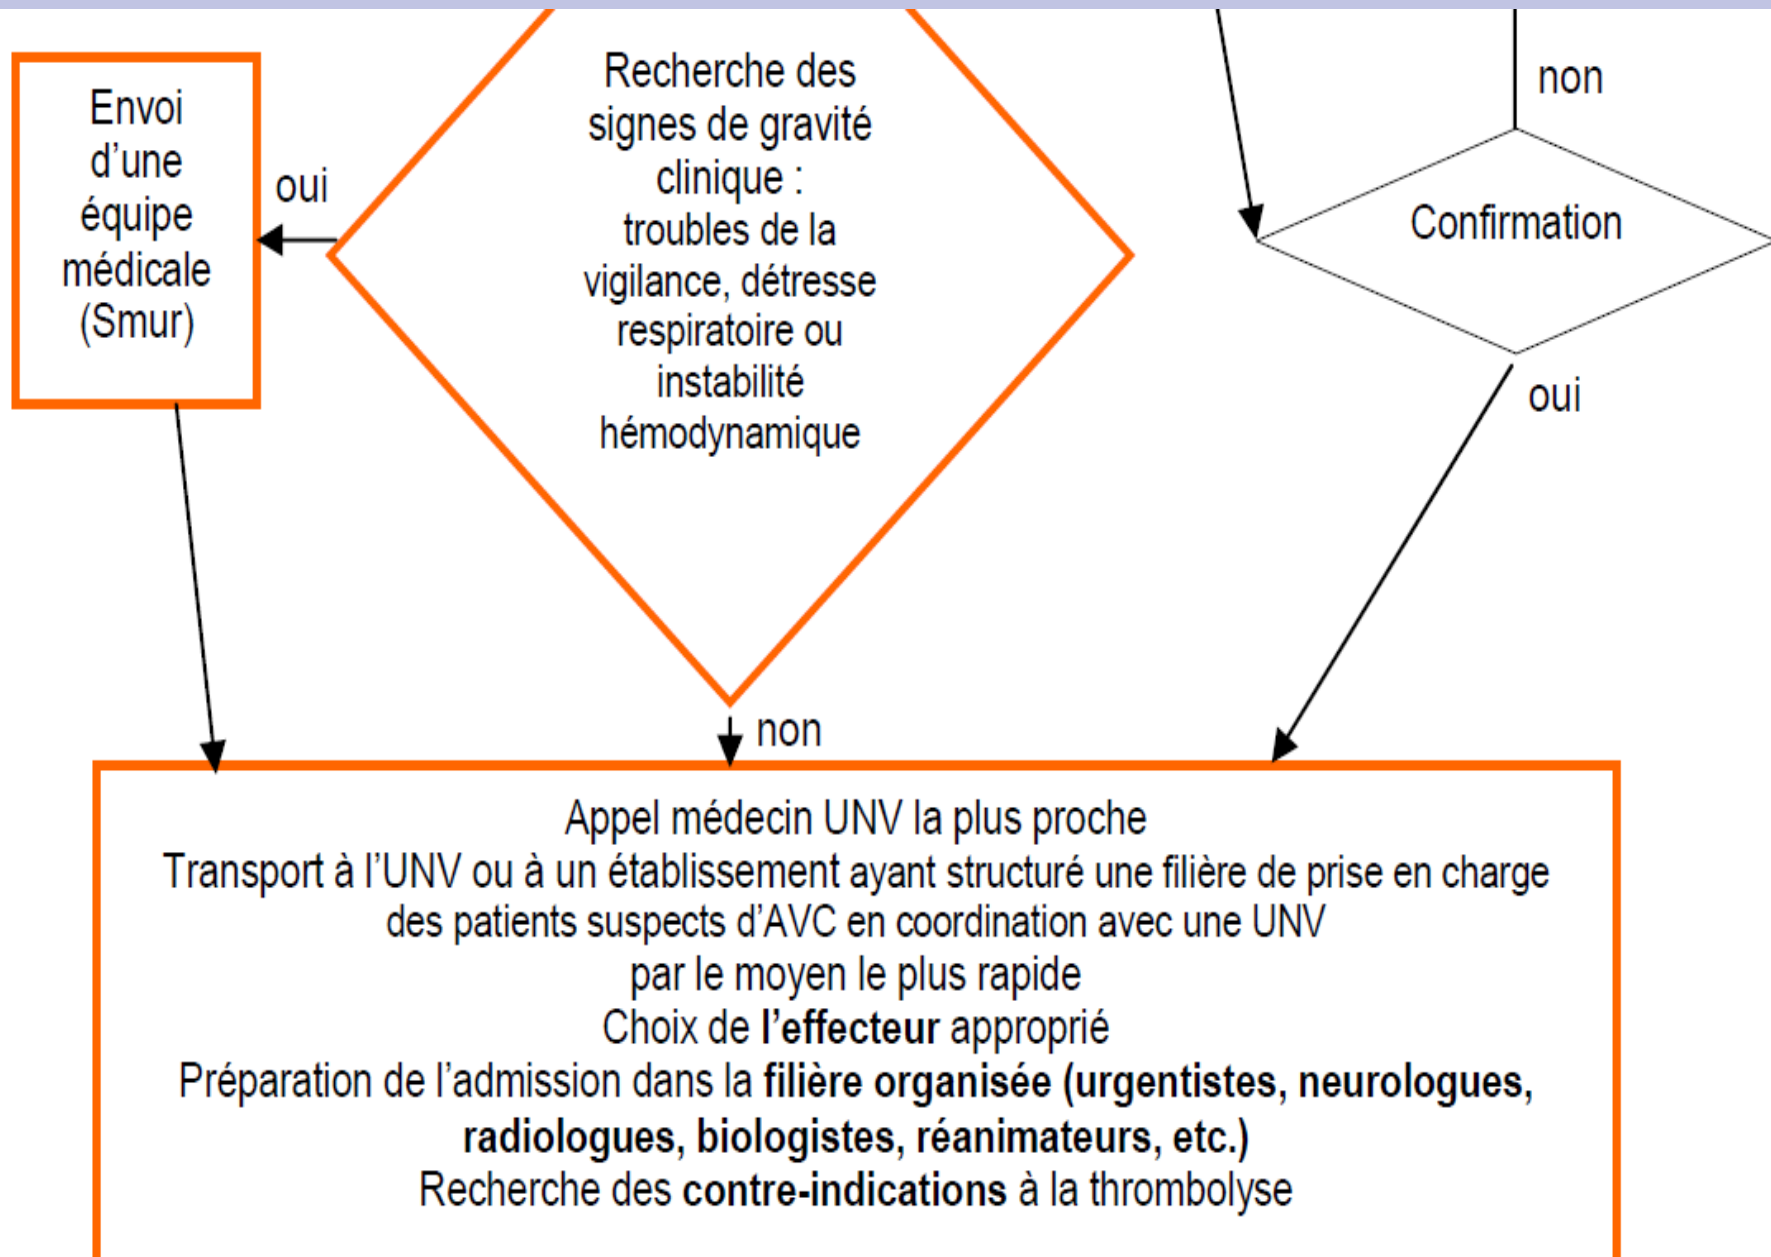 Envoi
d'une
équipe
médicale
(Smur)
oui
Recherche des
signes de gravité
clinique :
troubles de la
vigilance, détresse
respiratoire ou
instabilité
hémodynamique
non
Confirmation
oui
non
Appel médecin UNV la plus proche
Transport à l'UNV ou à un établissement ayant structuré une filière de prise en charge
des patients suspects d'AVC en coordination avec une UNV
par le moyen le plus rapide
Choix de l'effecteur approprié
Préparation de l'admission dans la filière organisée (urgentistes, neurologues,
radiologues, biologistes, réanimateurs, etc.)
Recherche des contre-indications à la thrombolyse